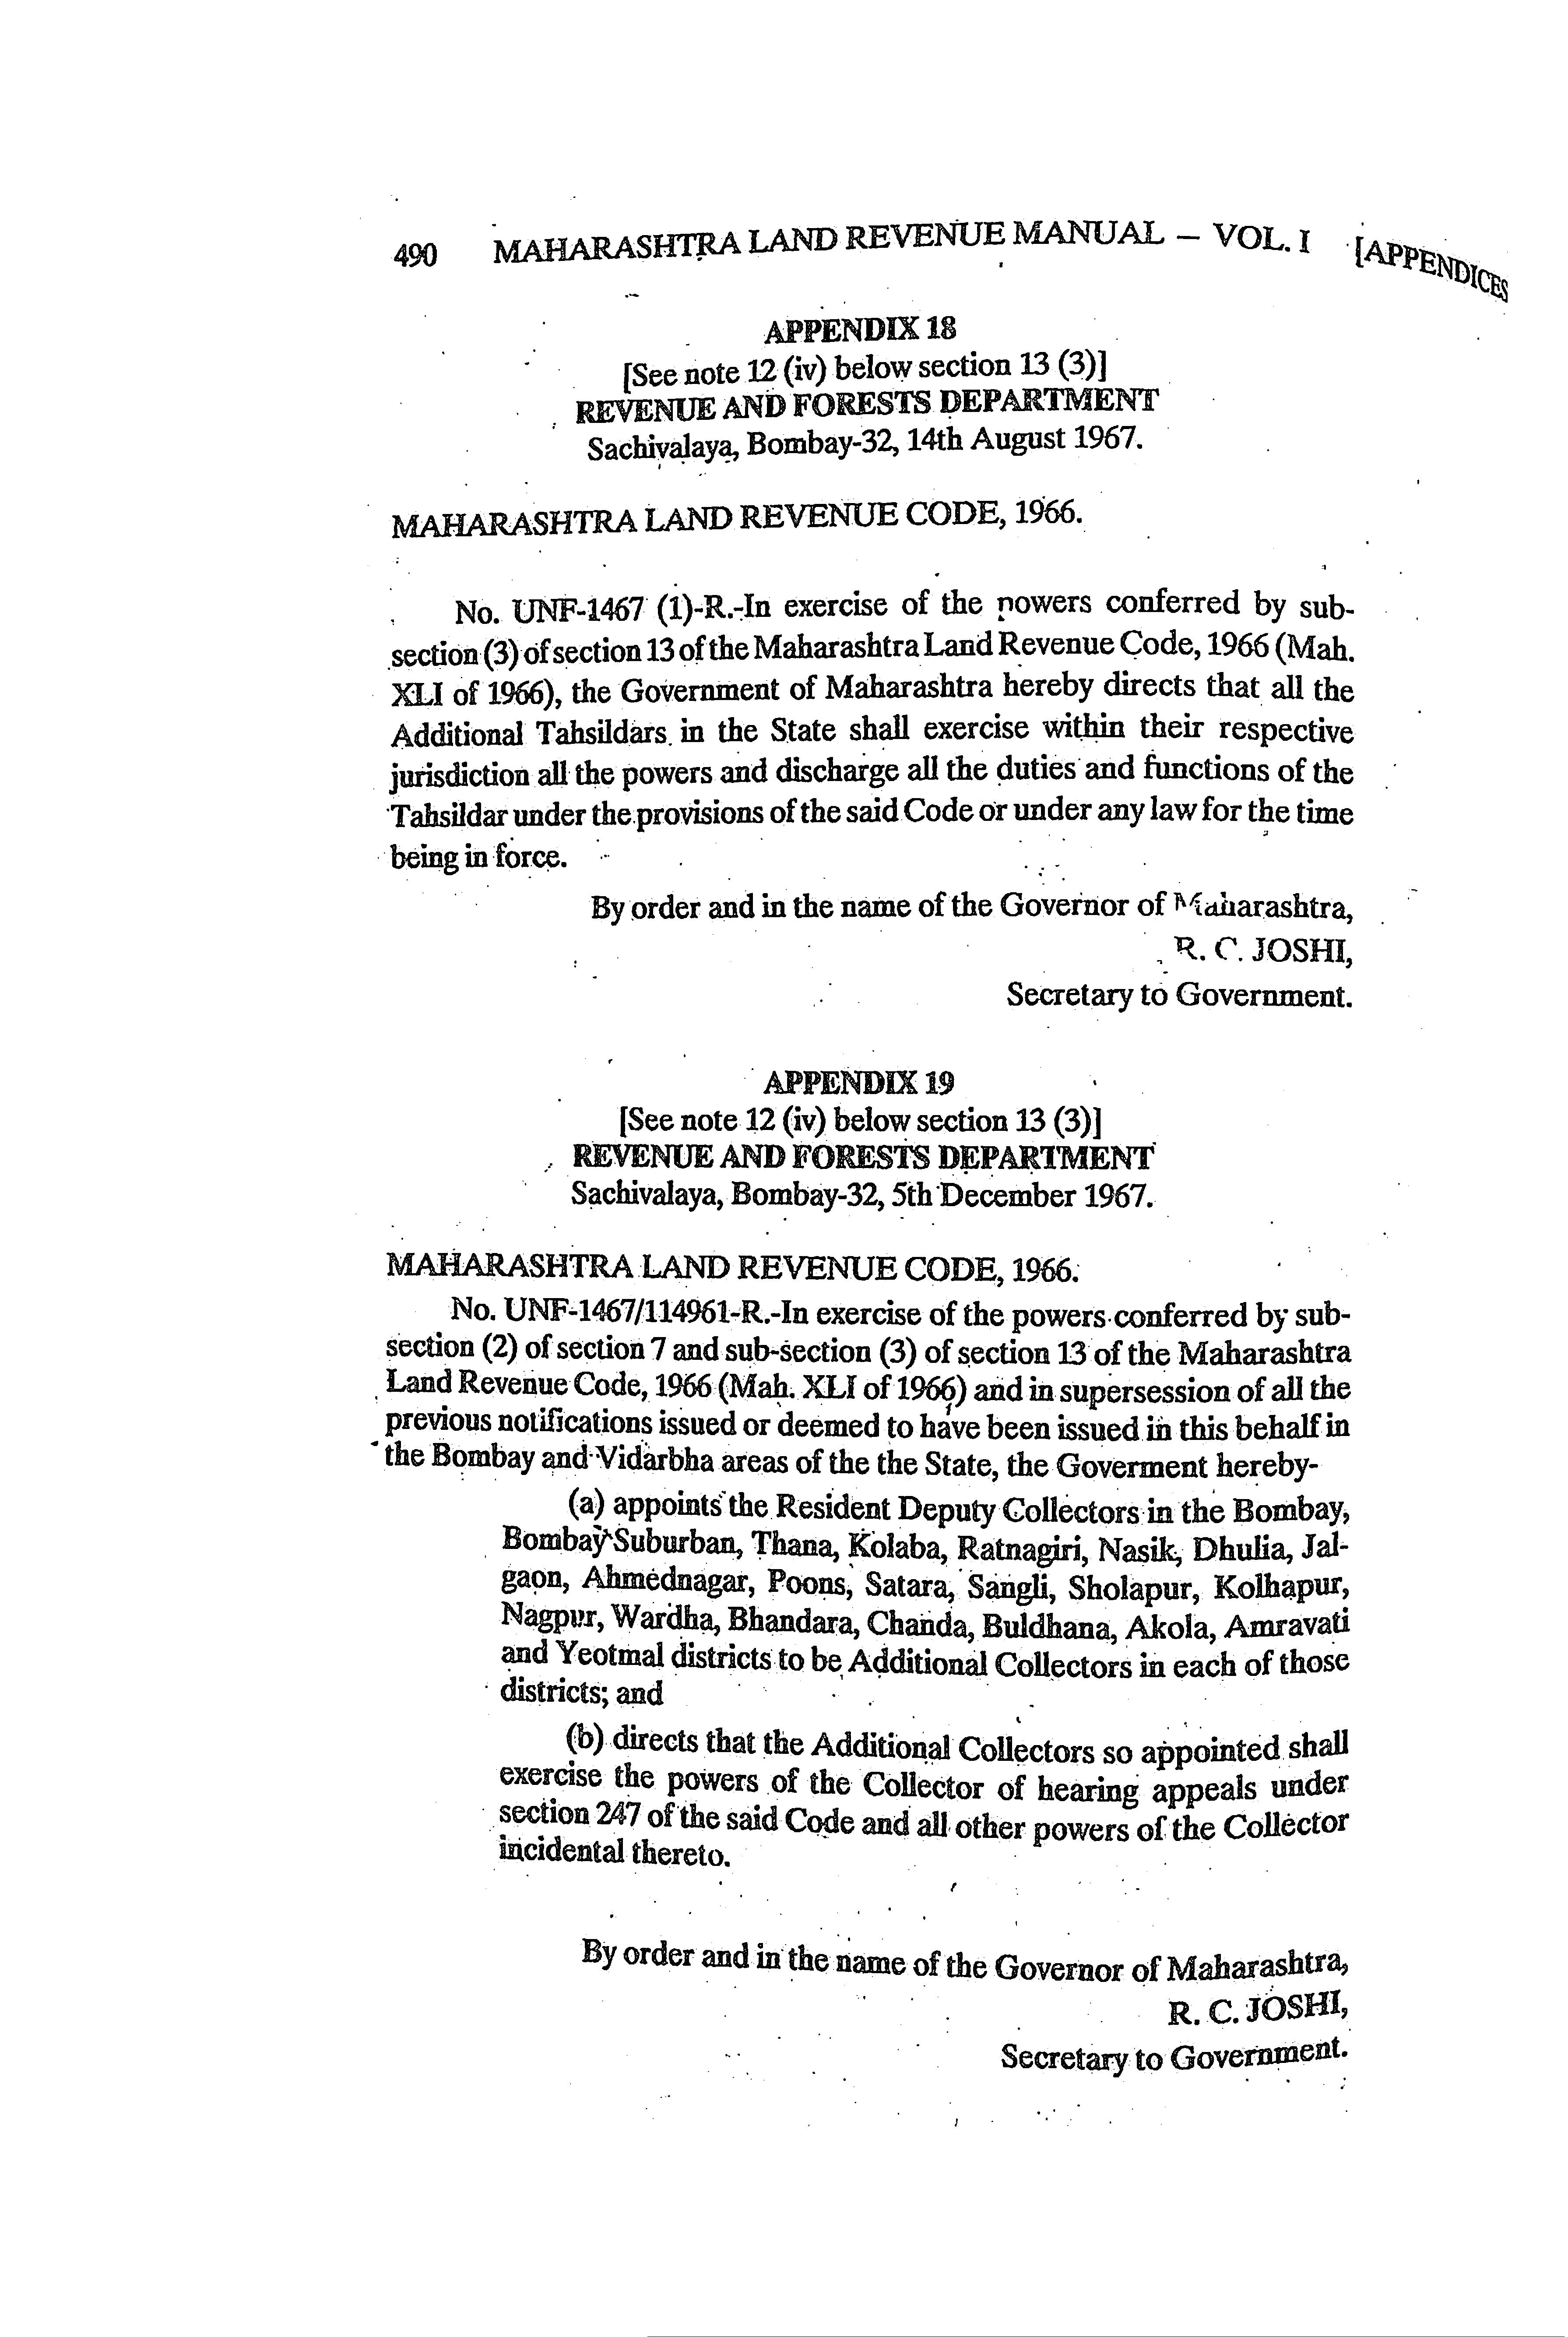 490 MAHARASHTRA LAND REVENUE MANUAL – VOL. I [APPENDICES
APPENDIX 18
[See note 12 (iv) below section 13 (3)]
REVENUE AND FORESTS DEPARTMENT
Sachivalaya, Bombay-32, 14th August 1967.
MAHARASHTRA LAND REVENUE CODE, 1966.
No. UNF-1467 (1)-R.-In exercise of the powers conferred by sub-
section (3) of section 13 of the Maharashtra Land Revenue Code, 1966 (Mah.
XLI of 1966), the Government of Maharashtra hereby directs that all the
Additional Tahsildars in the State shall exercise within their respective
jurisdiction all the powers and discharge all the duties and functions of the
Tahsildar under the provisions of the said Code or under any law for the time
being in force.
By order and in the name of the Governor of Maharashtra,
R. C. JOSHI,
Secretary to Government.
APPENDIX 19
[See note 12 (iv) below section 13 (3)]
REVENUE AND FORESTS DEPARTMENT
Sachivalaya, Bombay-32, 5th December 1967.
MAHARASHTRA LAND REVENUE CODE, 1966.
No. UNF-1467/114961-R.-In exercise of the powers conferred by sub-
section (2) of section 7 and sub-section (3) of section 13 of the Maharashtra
Land Revenue Code, 1966 (Mah. XLI of 1966) and in supersession of all the
previous notifications issued or deemed to have been issued in this behalf in
the Bombay and Vidarbha areas of the the State, the Goverment hereby-
(a) appoints the Resident Deputy Collectors in the Bombay,
Bombay Suburban, Thana, Kolaba, Ratnagiri, Nasik, Dhulia, Jal-
gaon, Ahmednagar, Poons, Satara, Sangli, Sholapur, Kolhapur,
Nagpur, Wardha, Bhandara, Chanda, Buldhana, Akola, Amravati
and Yeotmal districts to be Additional Collectors in each of those
districts; and
(b) directs that the Additional Collectors so appointed shall
exercise the powers of the Collector of hearing appeals under
section 247 of the said Code and all other powers of the Collector
incidental thereto.
By order and in the name of the Governor of Maharashtra,
R. C. JOSHI,
Secretary to Government.